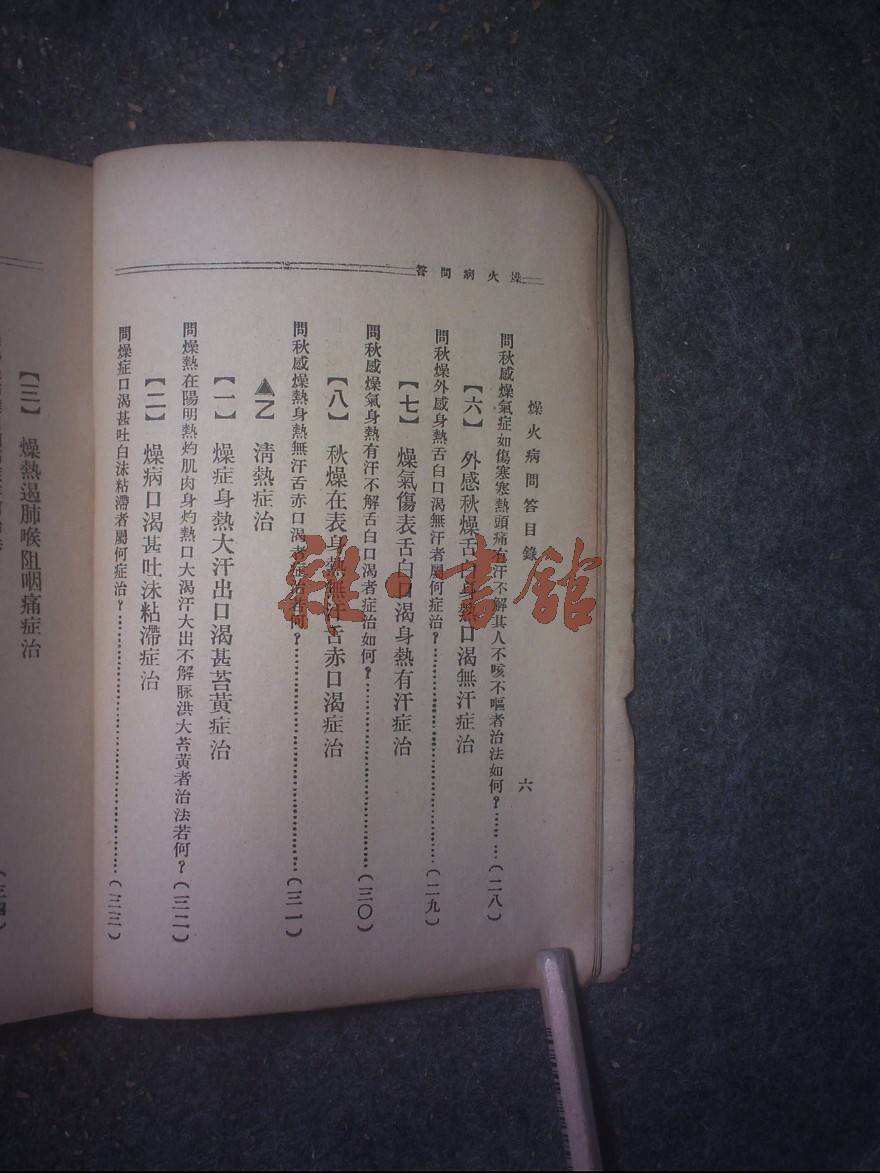 燥火病問答
燥火病問答目錄
六
問秋感燥氣症如傷寒寒熱頭痛有汗不解其人不咳不嘔者治法如何？……（二八）
【六】 外感秋燥舌白身熱口渴無汗症治
問秋燥外感身熱舌白口渴無汗者屬何症治？……（二九）
【七】 燥氣傷表舌白口渴身熱有汗症治
問秋感燥氣身熱有汗不解舌白口渴者症治如何？……（三〇）
【八】 秋燥在表身熱無汗舌赤口渴症治
問秋感燥熱身熱無汗舌赤口渴者症治若何？……（三一）
▲乙 清熱症治
【一】 燥症身熱大汗出口渴甚苔黃症治
問燥熱在陽明熱灼肌肉身灼熱口大渴汗大出不解脈洪大苔黃者治法若何？（三二）
【二】 燥病口渴甚吐沫粘滯症治
問燥症口渴甚吐白沫粘滯者屬何症治？……（三三）
【三】 燥熱遏肺喉阻咽痛症治
（三四）
雜·書館